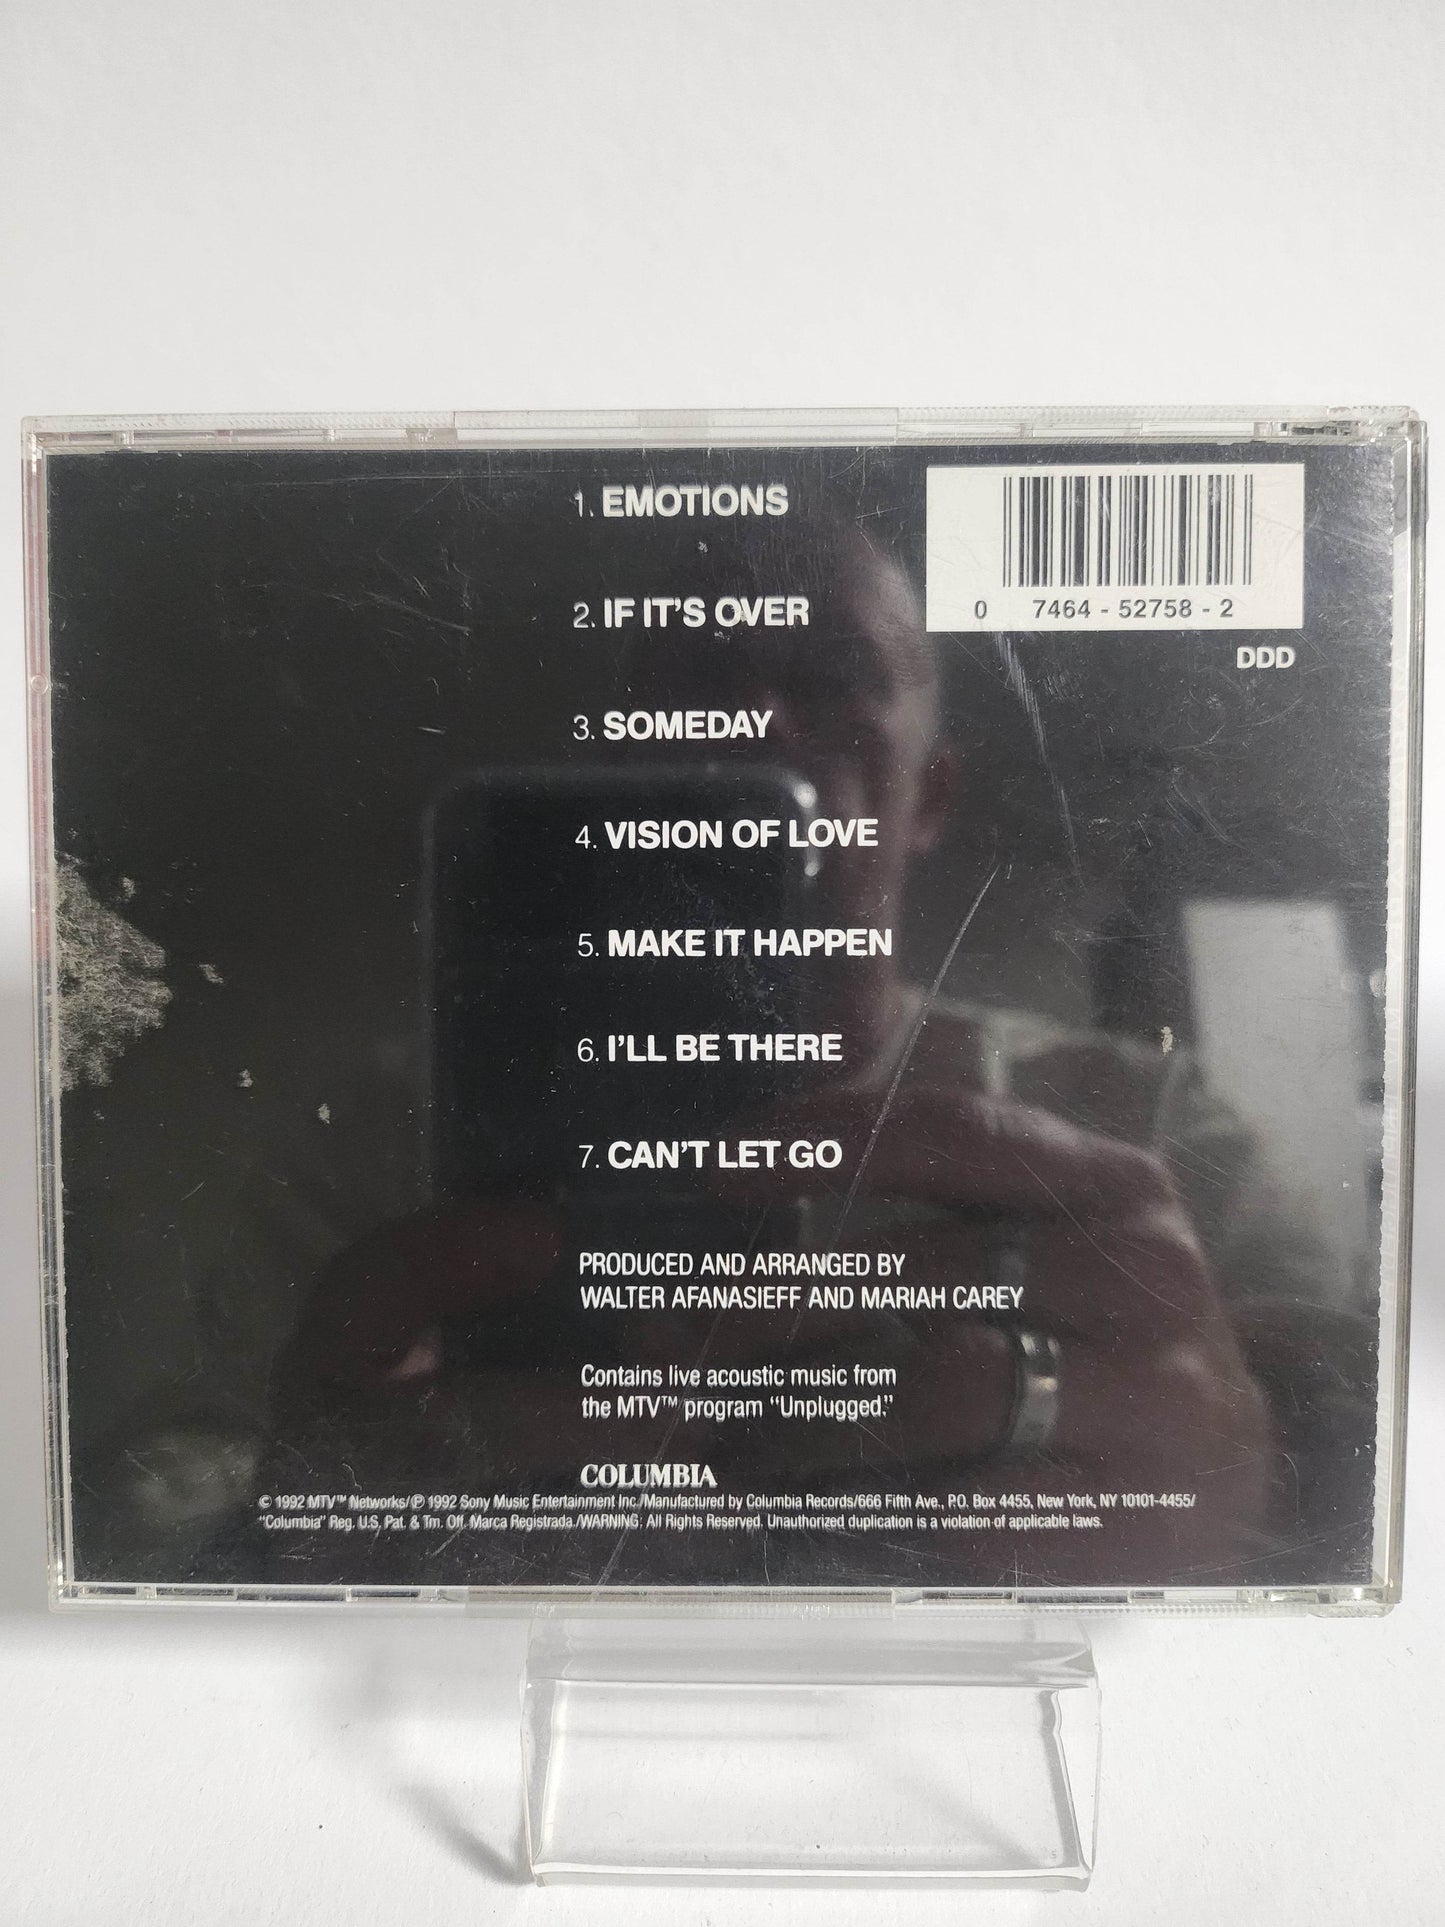 1. EMOTIONS
0 7464 - 52758 - 2
2. IF IT'S OVER
DDD
3. SOMEDAY
4. VISION OF LOVE
5. MAKE IT HAPPEN
6. I'LL BE THERE
7. CAN'T LET GO
PRODUCED AND ARRANGED BY
WALTER AFANASIEFF AND MARIAH CAREY
Contains live acoustic music from
the MTV™ program “Unplugged.”
COLUMBIA
© 1992 MTV™ Networks/℗ 1992 Sony Music Entertainment Inc./Manufactured by Columbia Records/666 Fifth Ave., P.O. Box 4455, New York, NY 10101-4455/
“Columbia” Reg. U.S. Pat. & Tm. Off. Marca Registrada./WARNING: All Rights Reserved. Unauthorized duplication is a violation of applicable laws.